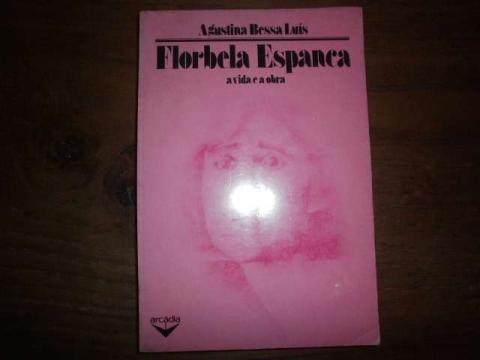 Agustina Bessa Luís
Florbela Espanca
a vida e a obra
arcádia